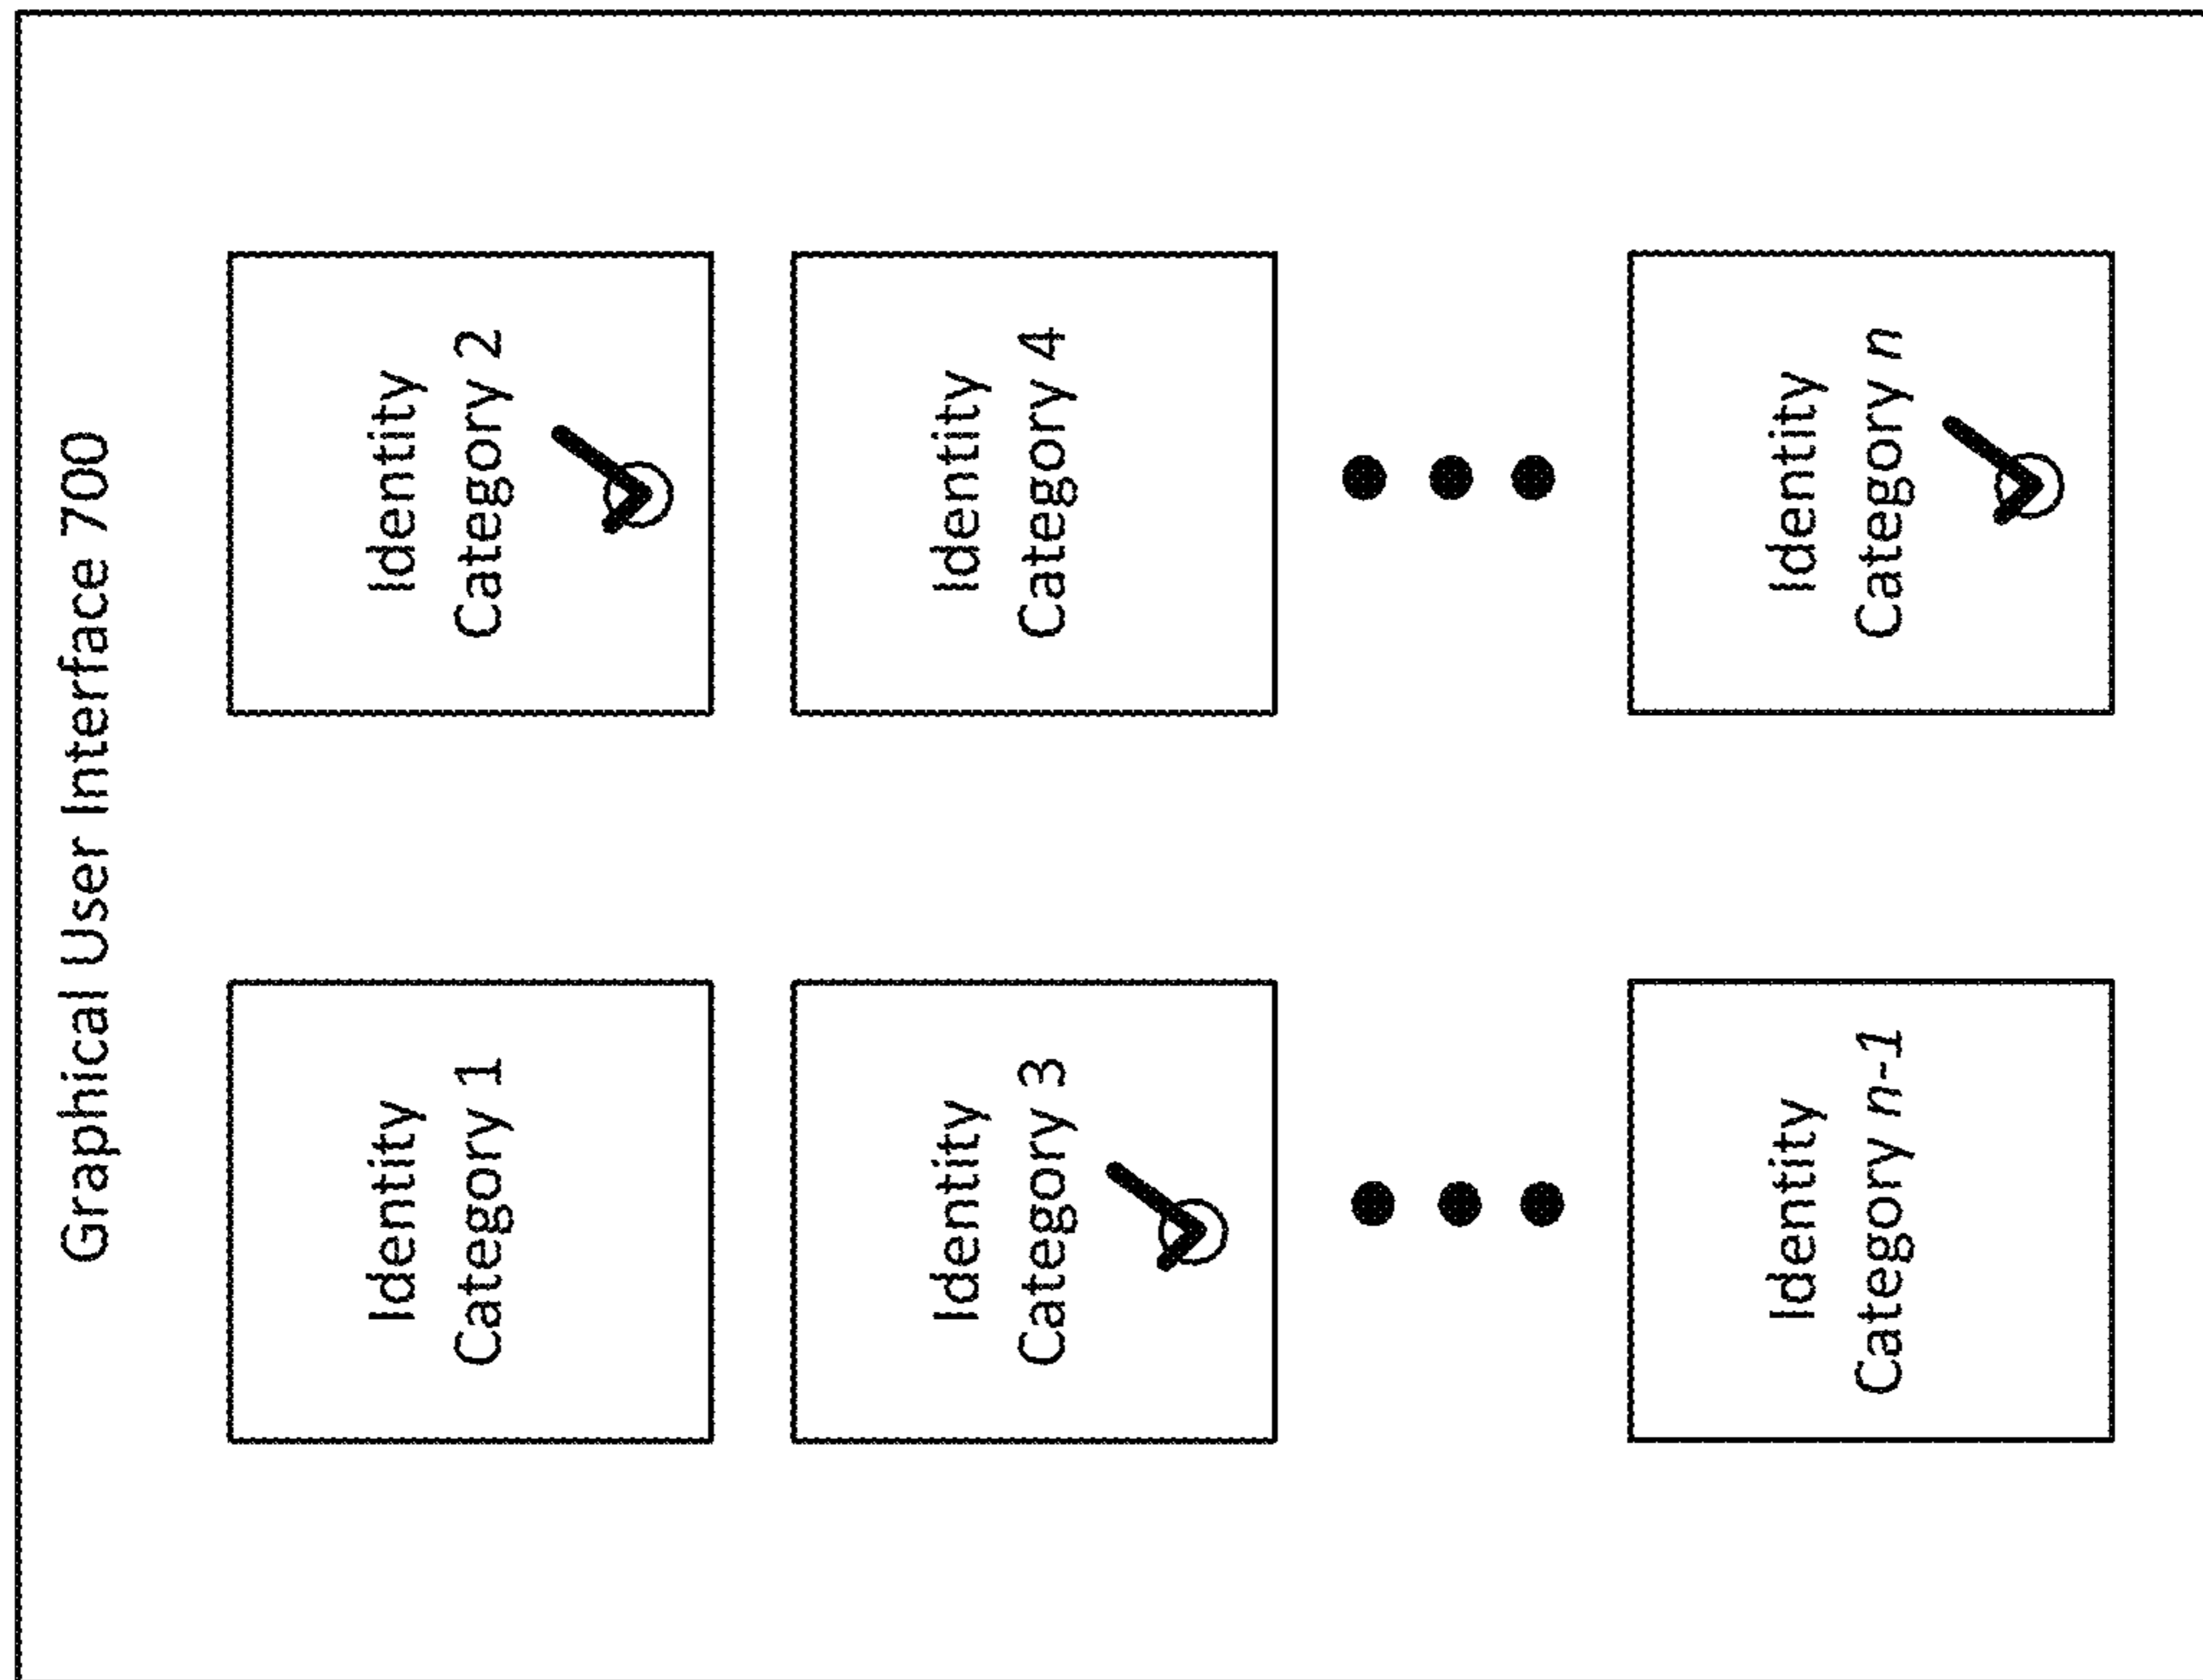 Graphical User Interface 700
Identity
Category 1
Identity
Category 2
Identity
Category 3
Identity
Category 4
Identity
Category n-1
Identity
Category n